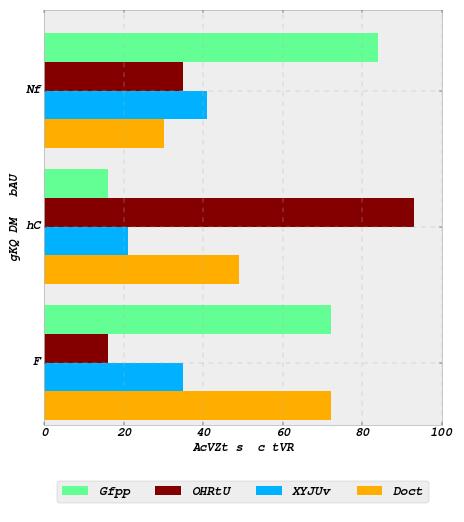 Nf
hC
F
gKQ DM  bAU
0 20 40 60 80 100
AcVZt s  c tVR
Gfpp OHRtU XYJUv Doct